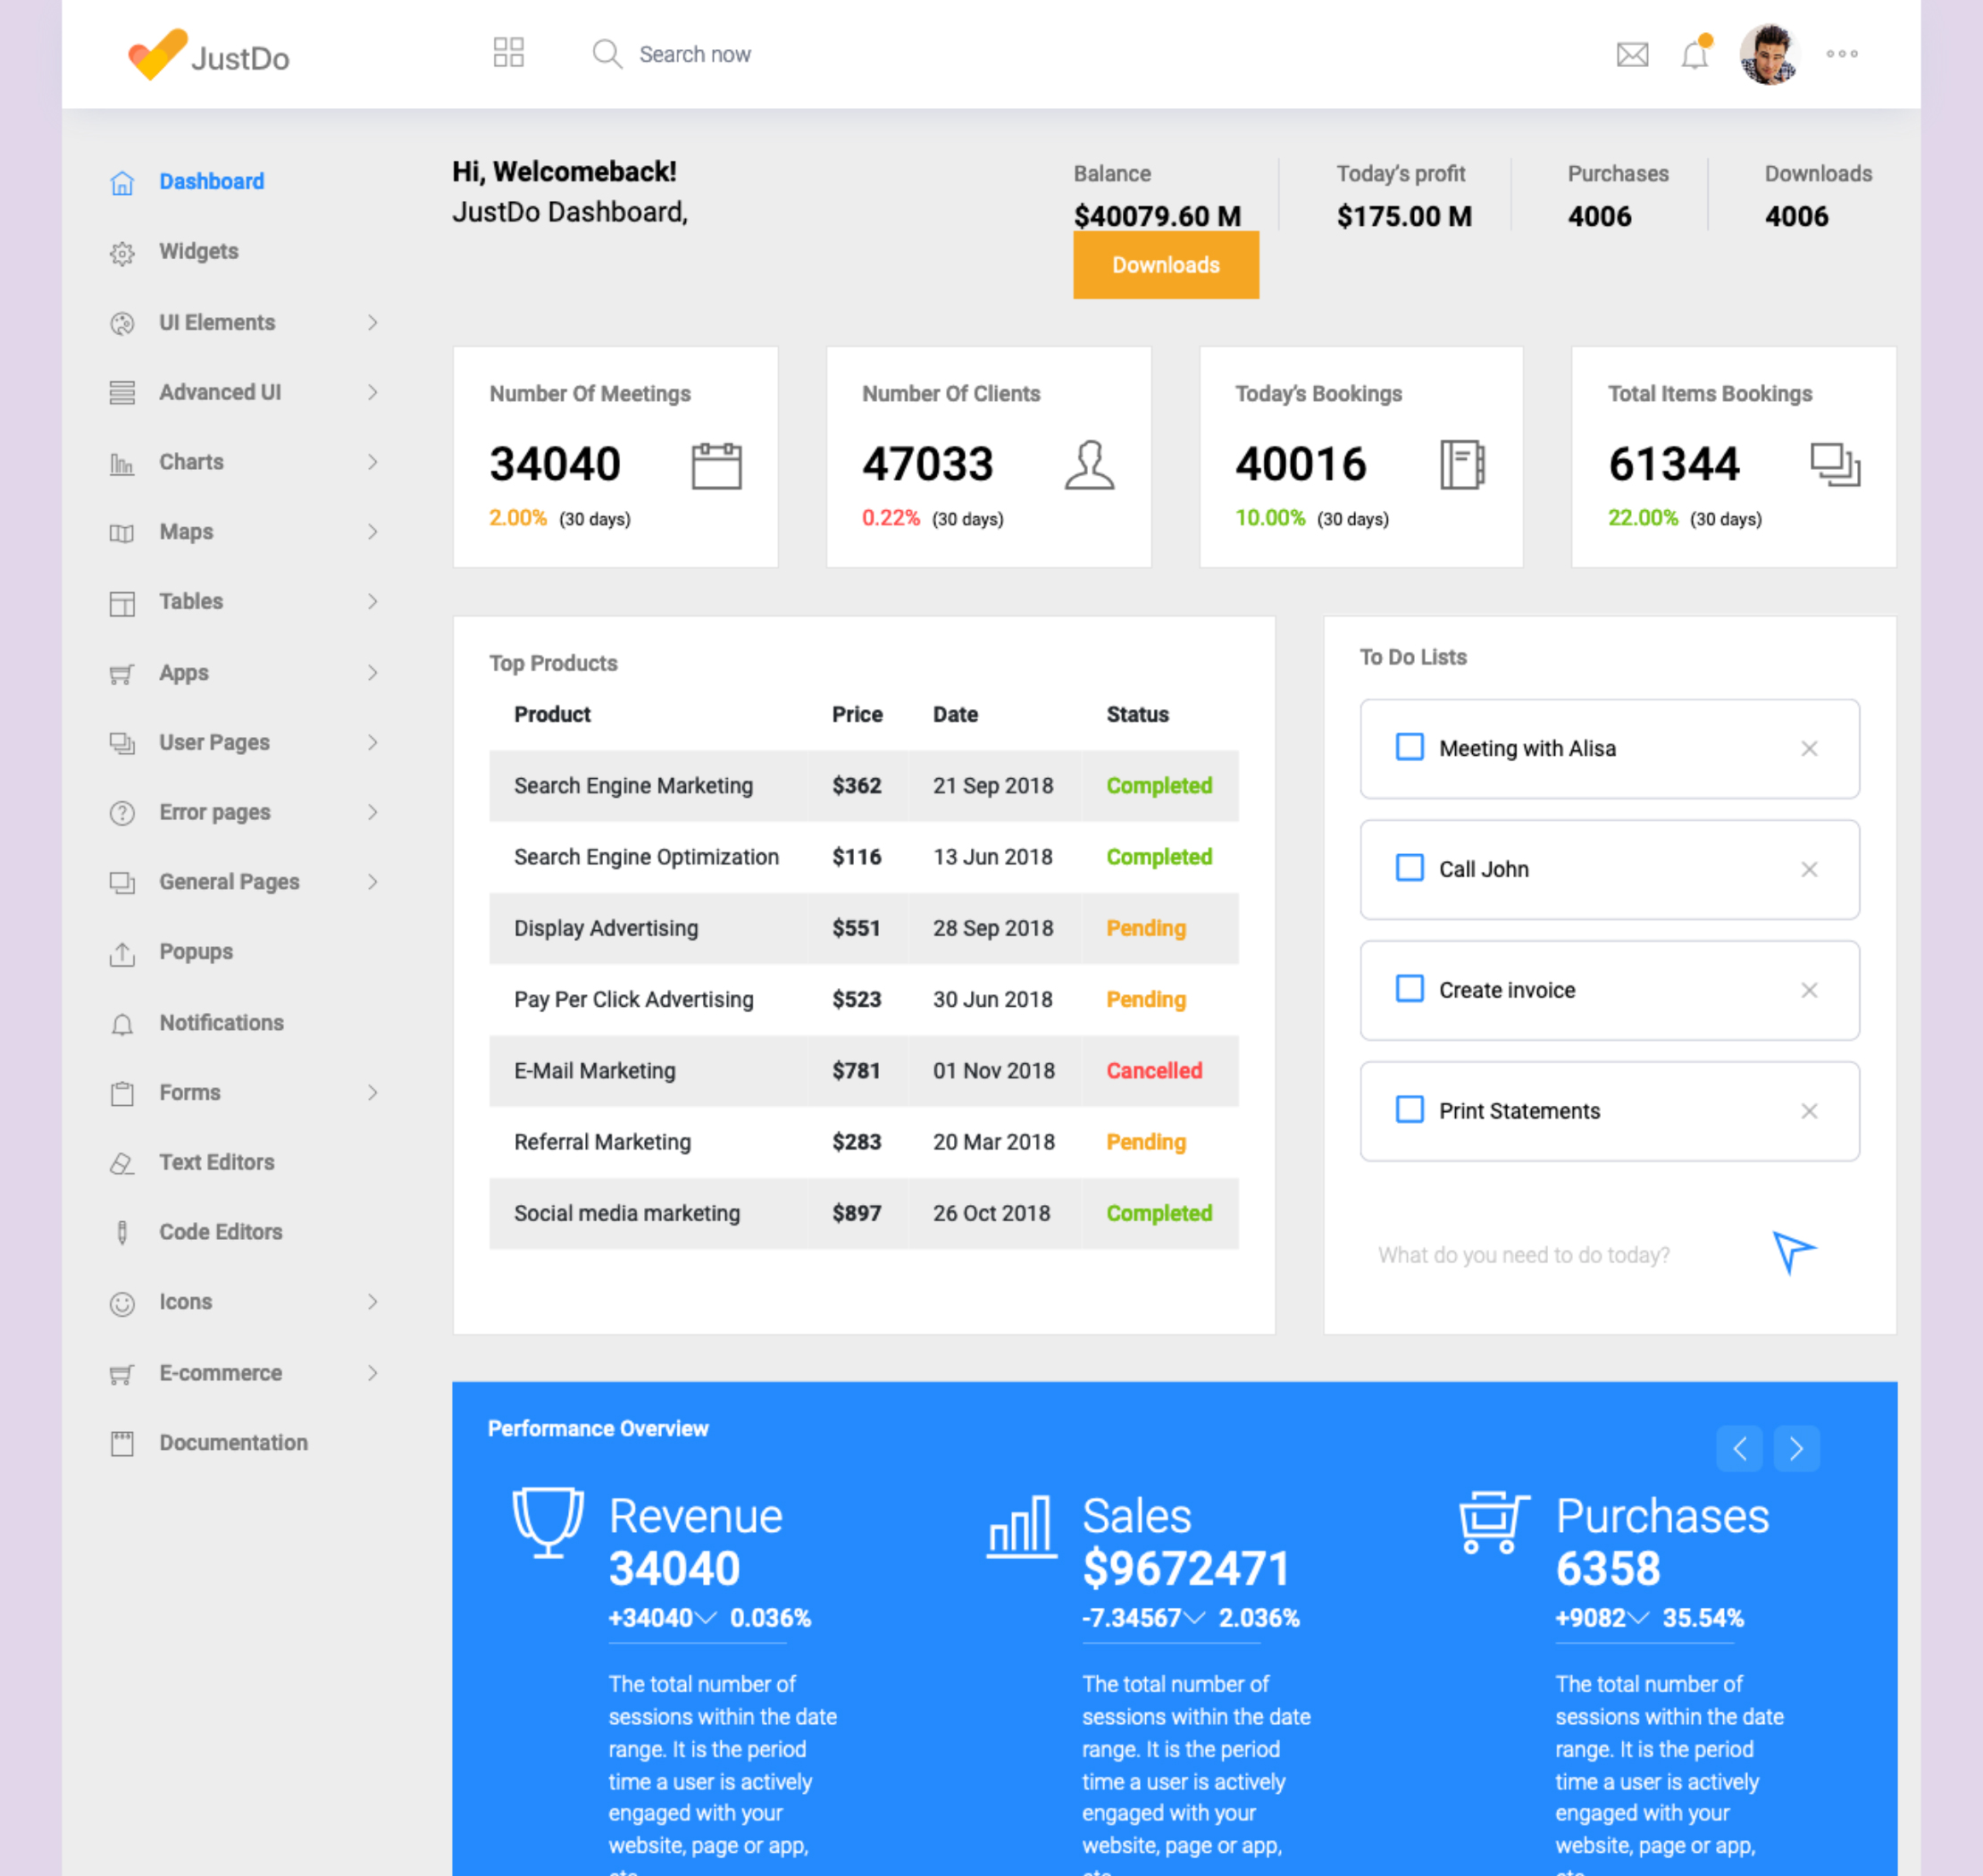 JustDo
Search now
Dashboard
Widgets
UI Elements
Advanced UI
Charts
Maps
Tables
Apps
User Pages
Error pages
General Pages
Popups
Notifications
Forms
Text Editors
Code Editors
Icons
E-commerce
Documentation
Hi, Welcomeback!
JustDo Dashboard,
Balance
$40079.60 M
Today's profit
$175.00 M
Purchases
4006
Downloads
4006
Downloads
Number Of Meetings
34040
2.00% (30 days)
Number Of Clients
47033
0.22% (30 days)
Today's Bookings
40016
10.00% (30 days)
Total Items Bookings
61344
22.00% (30 days)
Top Products
Product Price Date Status
Search Engine Marketing $362 21 Sep 2018 Completed
Search Engine Optimization $116 13 Jun 2018 Completed
Display Advertising $551 28 Sep 2018 Pending
Pay Per Click Advertising $523 30 Jun 2018 Pending
E-Mail Marketing $781 01 Nov 2018 Cancelled
Referral Marketing $283 20 Mar 2018 Pending
Social media marketing $897 26 Oct 2018 Completed
To Do Lists
Meeting with Alisa
Call John
Create invoice
Print Statements
What do you need to do today?
Performance Overview
Revenue
34040
+34040 0.036%
The total number of
sessions within the date
range. It is the period
time a user is actively
engaged with your
website, page or app,
Sales
$9672471
-7.34567 2.036%
The total number of
sessions within the date
range. It is the period
time a user is actively
engaged with your
website, page or app,
Purchases
6358
+9082 35.54%
The total number of
sessions within the date
range. It is the period
time a user is actively
engaged with your
website, page or app,